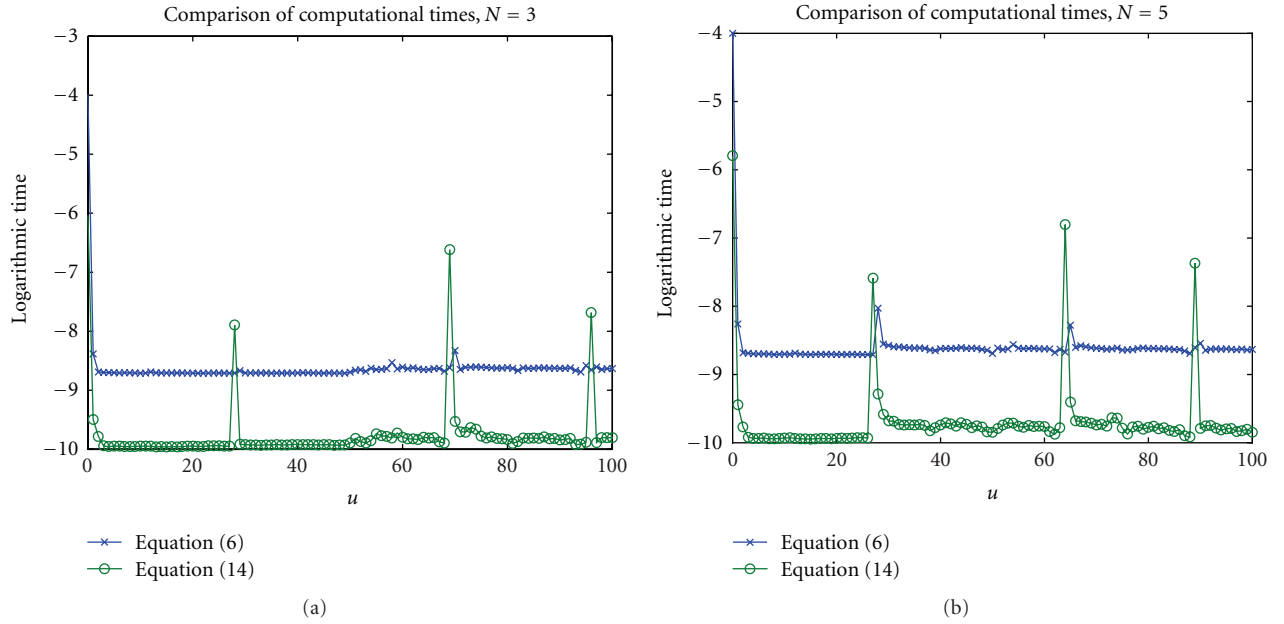 Comparison of computational times, N = 3
−3
−4
−5
−6
−7
−8
−9
−10
Logarithmic time
0 20 40 60 80 100
u
Equation (6)
Equation (14)
(a)
Comparison of computational times, N = 5
−4
−5
−6
−7
−8
−9
−10
Logarithmic time
0 20 40 60 80 100
u
Equation (6)
Equation (14)
(b)